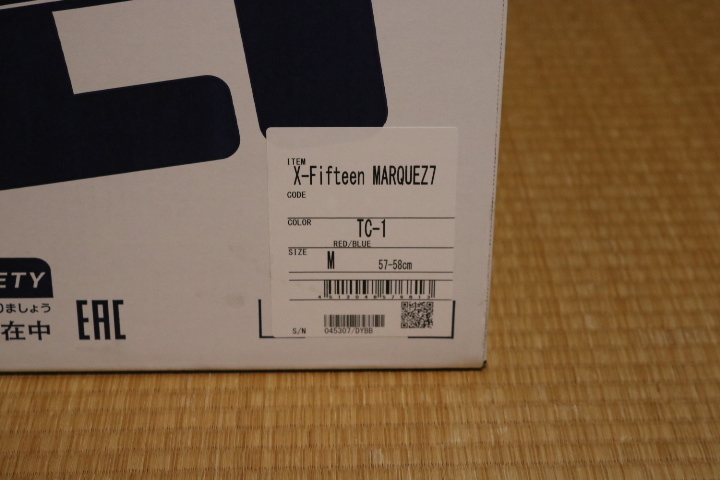 ITEM
X-Fifteen MARQUEZ7
CODE
COLOR
TC-1
RED/BLUE
SIZE
M 57-58cm
S/N
045307/DYBB
ETY
りましょう
在中
EAC